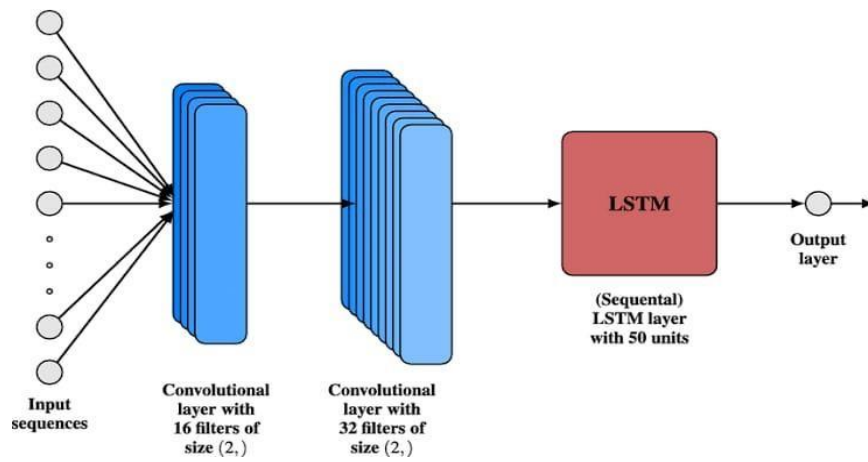 LSTM
Output
layer
(Sequental)
LSTM layer
with 50 units
Convolutional
layer with
16 filters of
size (2,)
Convolutional
layer with
32 filters of
size (2,)
Input
sequences